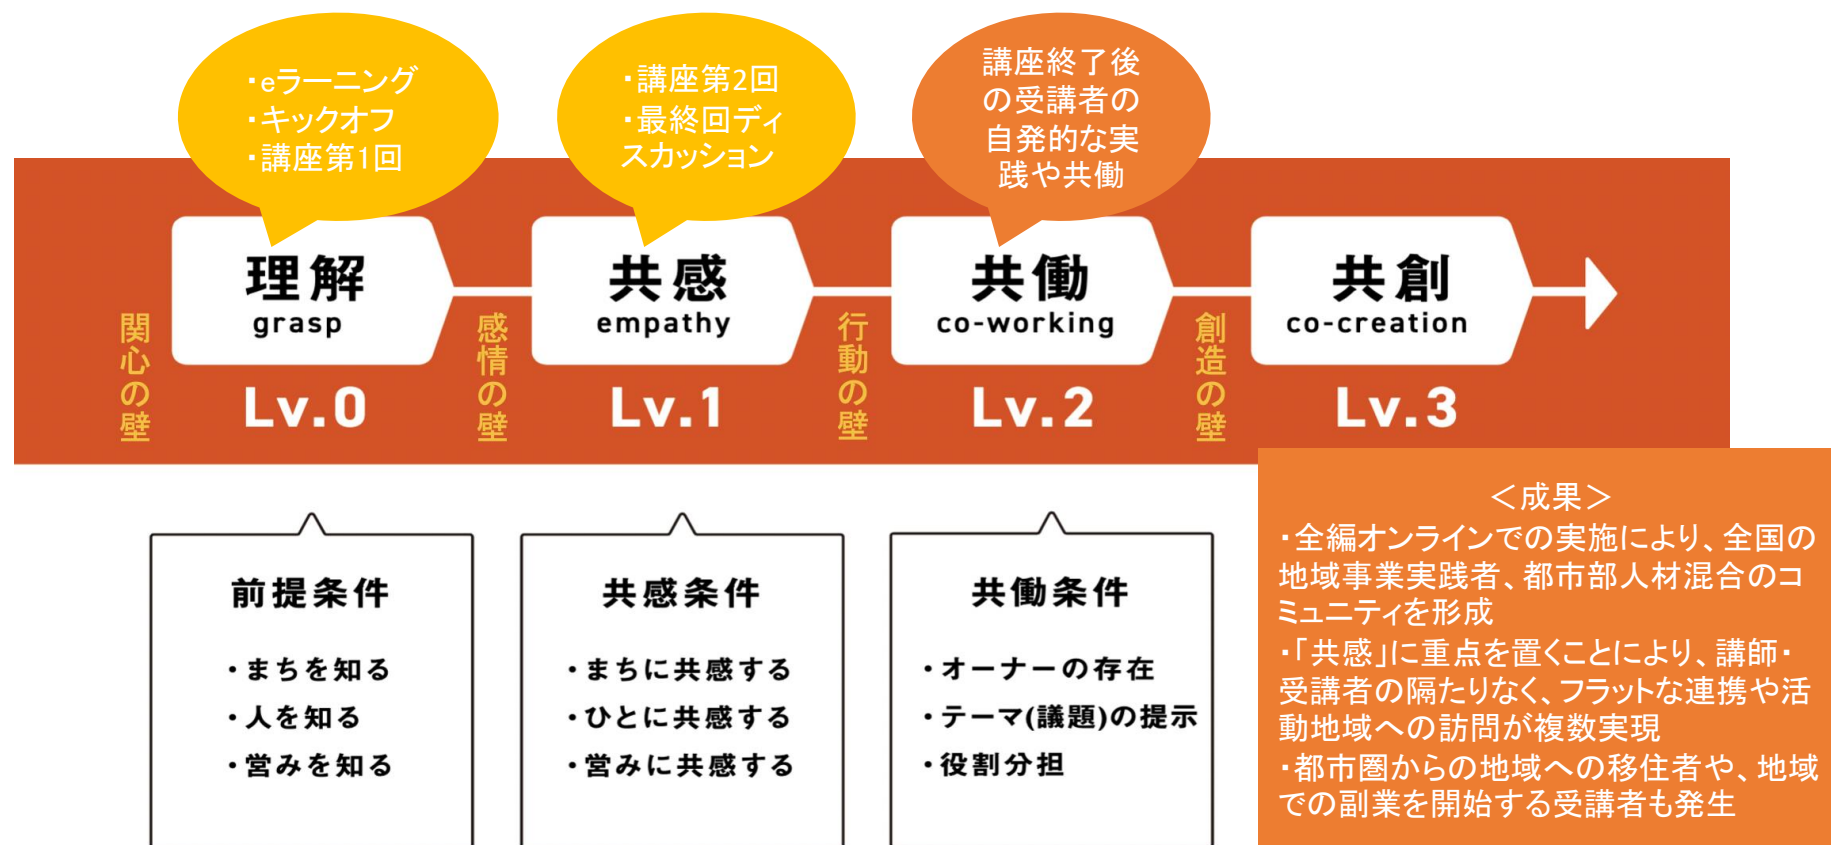 ・eラーニング
・キックオフ
・講座第1回
・講座第2回
・最終回ディ
スカッション
講座終了後
の受講者の
自発的な実
践や共働
関心の壁
理解
grasp
Lv.0
感情の壁
共感
empathy
Lv.1
行動の壁
共働
co-working
Lv.2
創造の壁
共創
co-creation
Lv.3
前提条件
・まちを知る
・人を知る
・営みを知る
共感条件
・まちに共感する
・ひとに共感する
・営みに共感する
共働条件
・オーナーの存在
・テーマ(議題)の提示
・役割分担
＜成果＞
・全編オンラインでの実施により、全国の
地域事業実践者、都市部人材混合のコ
ミュニティを形成
・「共感」に重点を置くことにより、講師・
受講者の隔たりなく、フラットな連携や活
動地域への訪問が複数実現
・都市圏からの地域への移住者や、地域
での副業を開始する受講者も発生